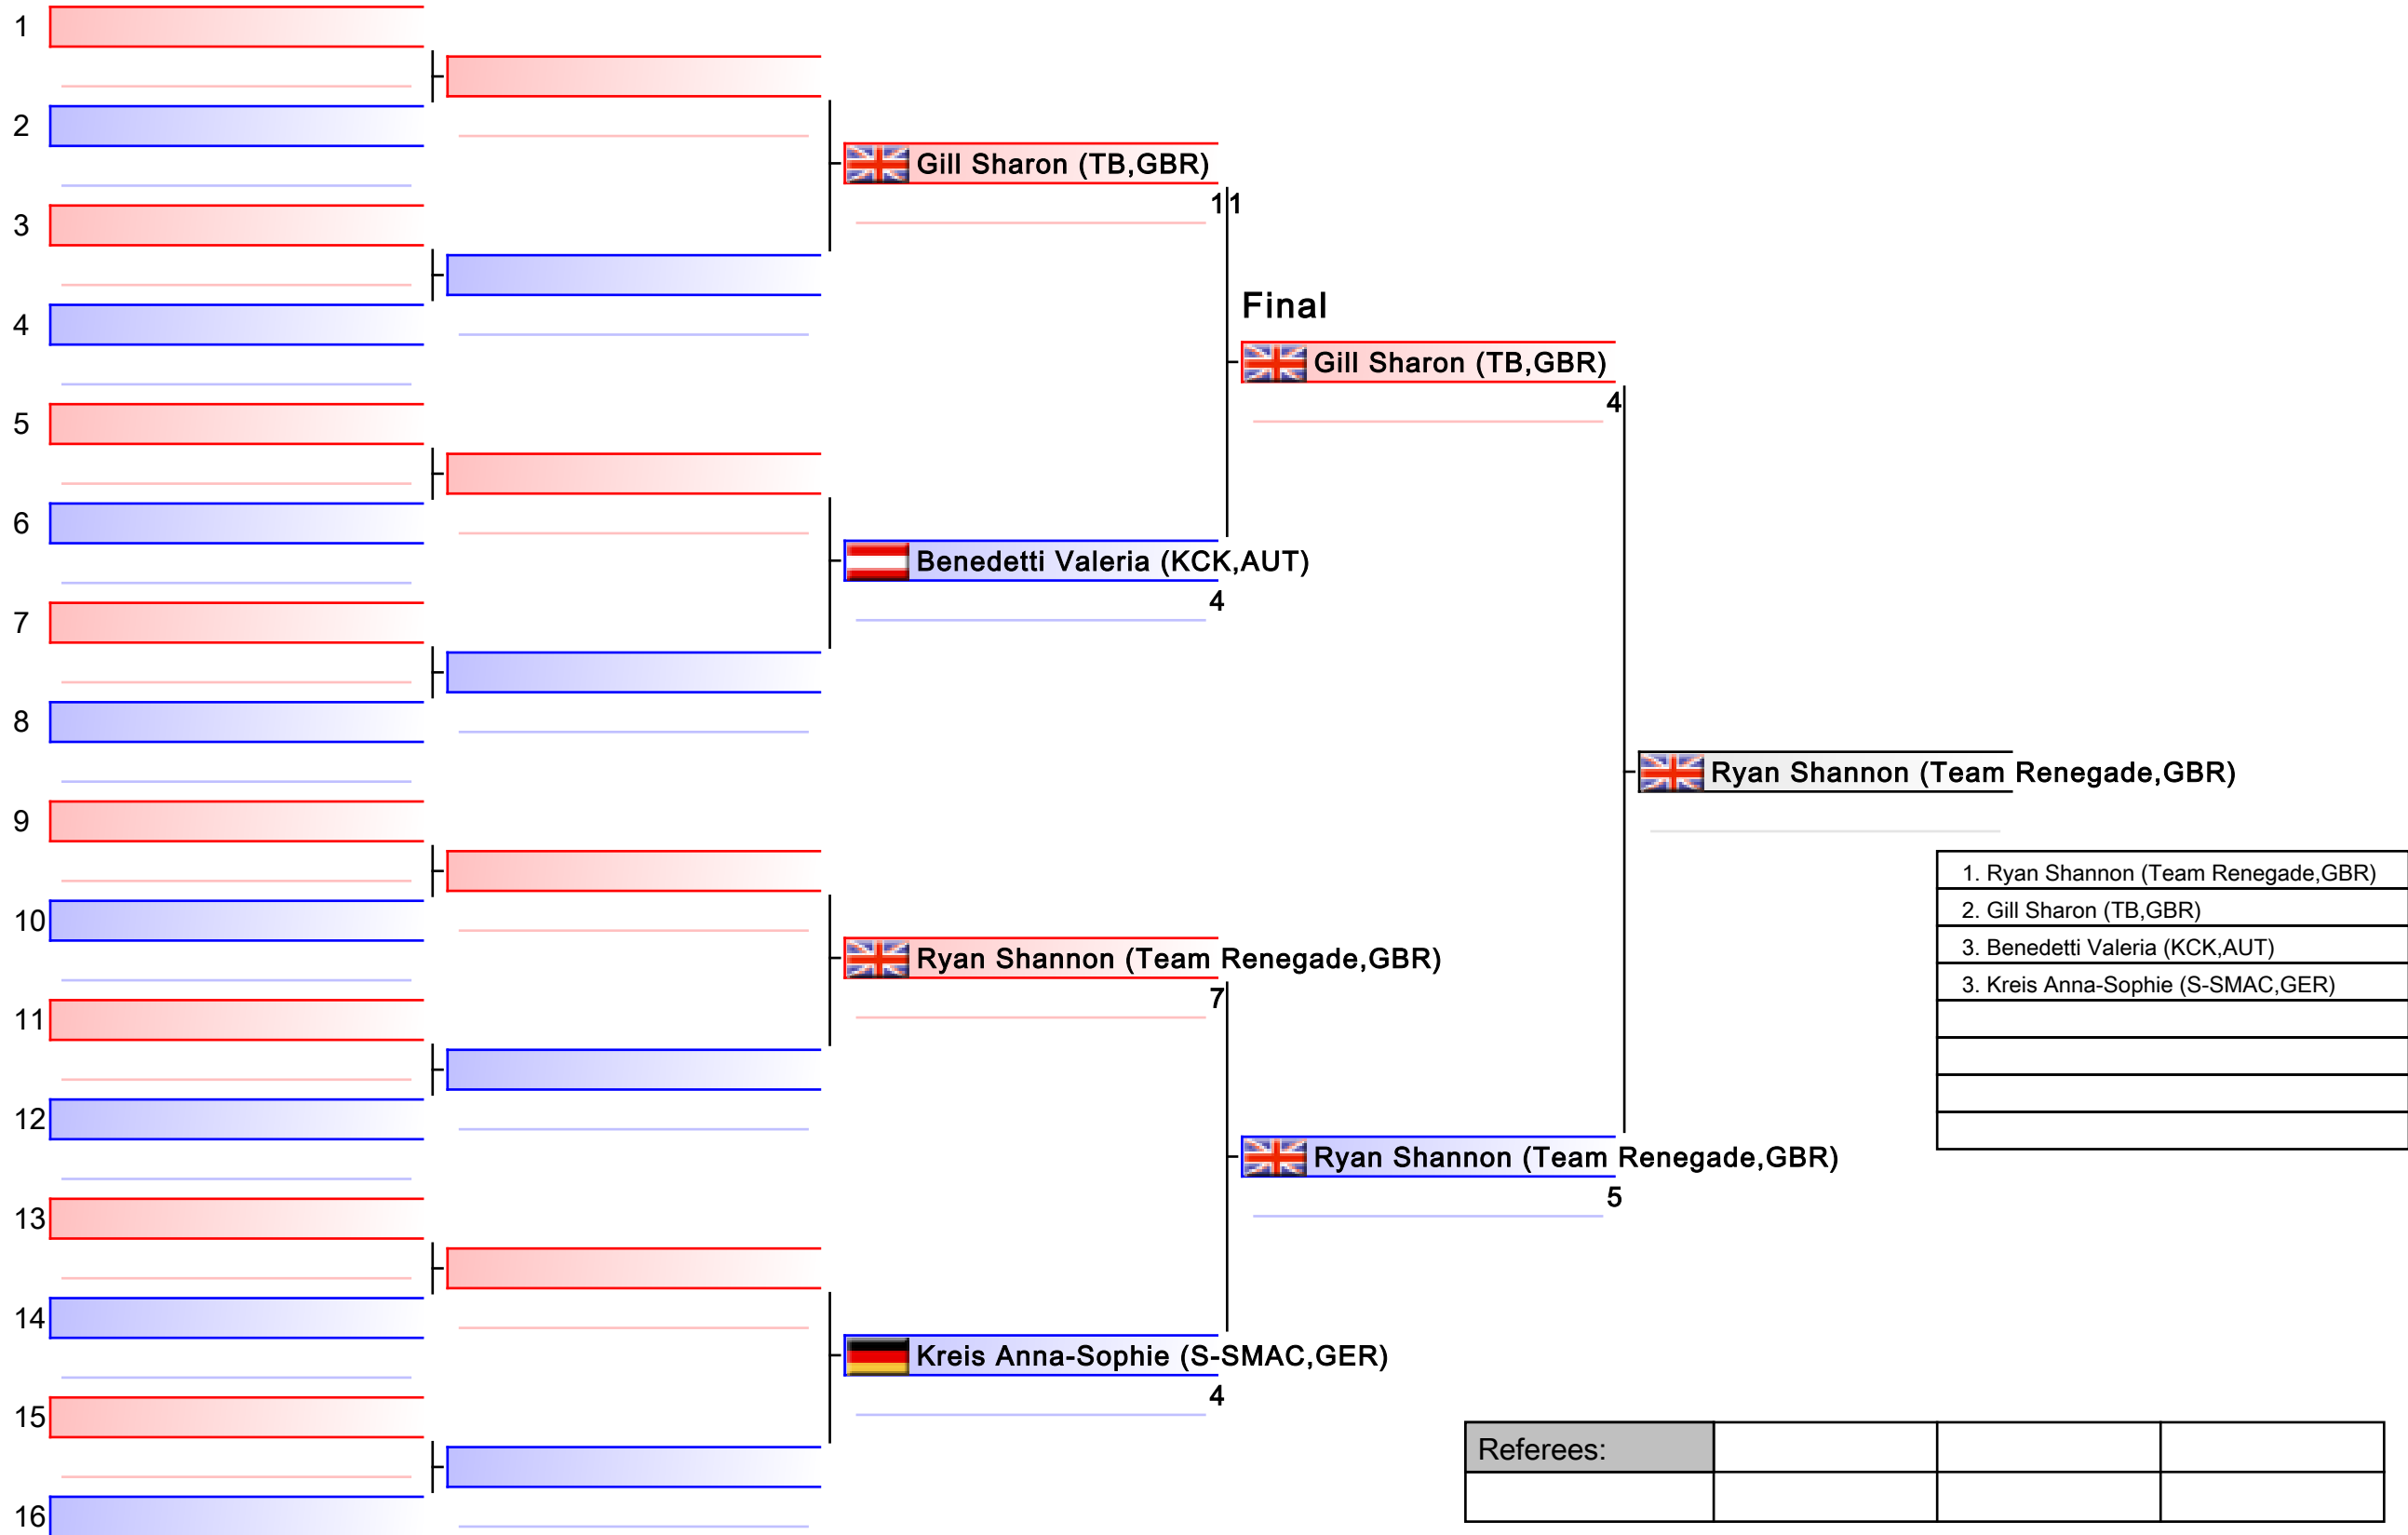 1
2
Gill Sharon (TB,GBR)
11
3
Final
4
Gill Sharon (TB,GBR)
4
5
6
Benedetti Valeria (KCK,AUT)
4
7
8
Ryan Shannon (Team Renegade,GBR)
9
1. Ryan Shannon (Team Renegade,GBR)
2. Gill Sharon (TB,GBR)
3. Benedetti Valeria (KCK,AUT)
3. Kreis Anna-Sophie (S-SMAC,GER)
10
Ryan Shannon (Team Renegade,GBR)
7
11
12
Ryan Shannon (Team Renegade,GBR)
5
13
14
Kreis Anna-Sophie (S-SMAC,GER)
4
15
Referees:
16